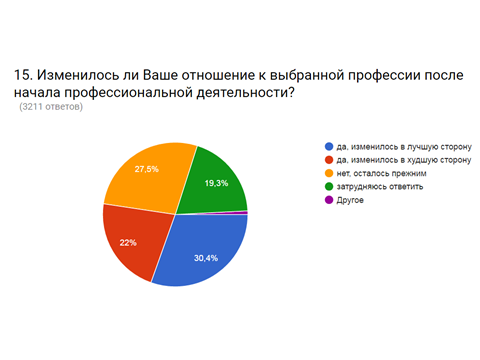 15. Изменилось ли Ваше отношение к выбранной профессии после
начала профессиональной деятельности?
(3211 ответов)
27,5%
19,3%
22%
30,4%
да, изменилось в лучшую сторону
да, изменилось в худшую сторону
нет, осталось прежним
затрудняюсь ответить
Другое